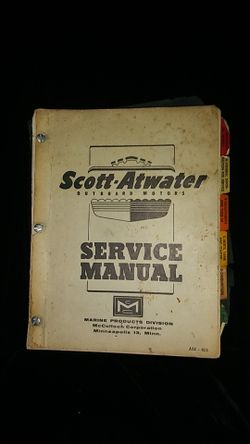 Scott-Atwater
OUTBOARD MOTORS
SERVICE
MANUAL
MARINE PRODUCTS DIVISION
McCulloch Corporation
Minneapolis 13, Minn.